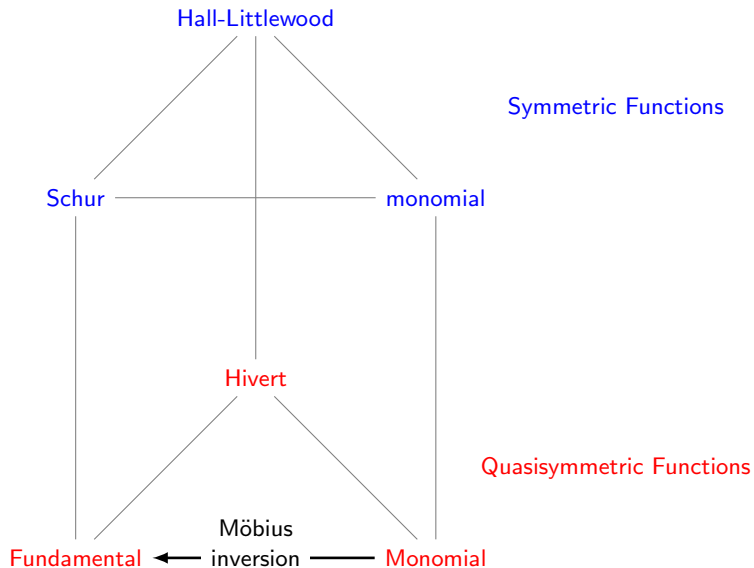 Hall-Littlewood
Symmetric Functions
Schur
monomial
Hivert
Quasisymmetric Functions
Möbius
inversion
Fundamental
Monomial